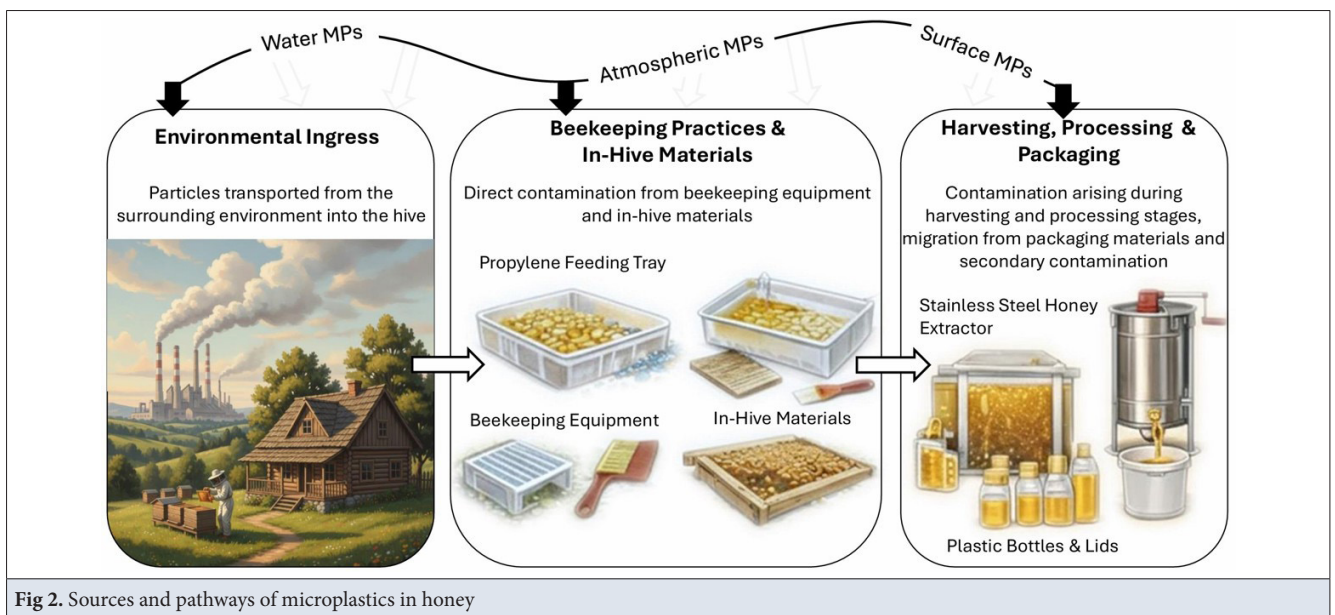 Water MPs
Atmospheric MPs
Surface MPs
Environmental Ingress
Particles transported from the
surrounding environment into the hive
Beekeeping Practices &
In-Hive Materials
Direct contamination from beekeeping equipment
and in-hive materials
Propylene Feeding Tray
Beekeeping Equipment
In-Hive Materials
Harvesting, Processing &
Packaging
Contamination arising during
harvesting and processing stages,
migration from packaging materials and
secondary contamination
Stainless Steel Honey
Extractor
Plastic Bottles & Lids
Fig 2. Sources and pathways of microplastics in honey